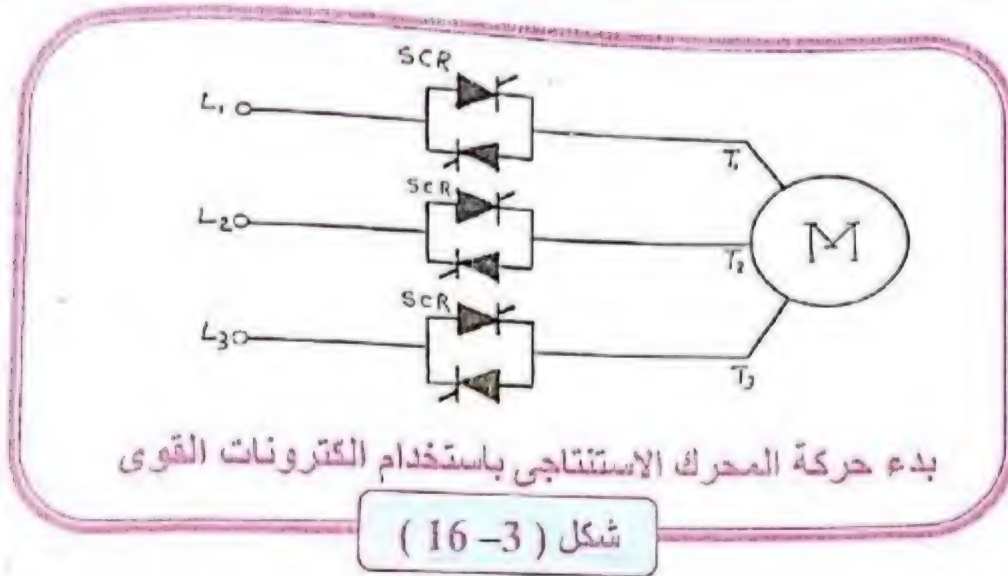 SCR
L₁
T₁
SCR
L₂
T₂
M
SCR
L₃
T₃
بدء حركة المحرك الاستنتاجى باستخدام الكترونات القوى
شكل ( 3– 16 )